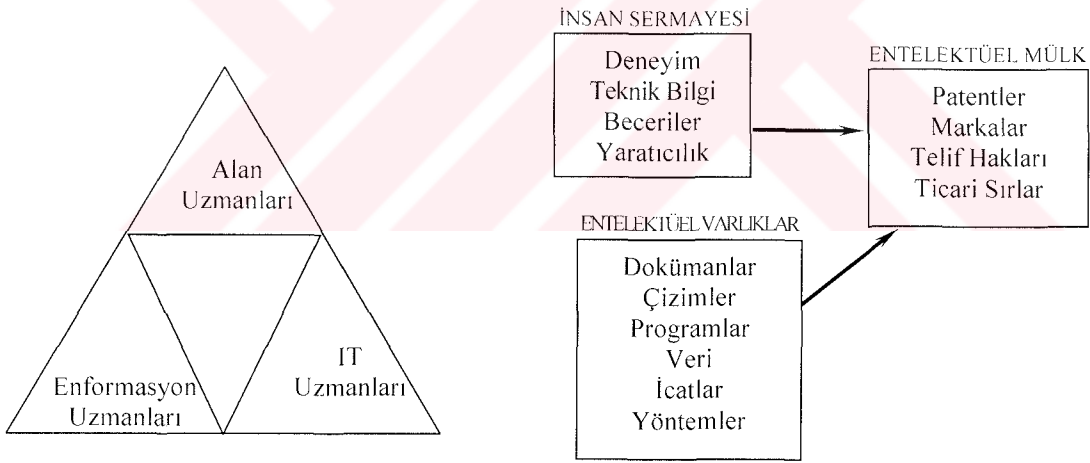 Alan
Uzmanları
Enformasyon
Uzmanları
IT
Uzmanları
İNSAN SERMAYESİ
Deneyim
Teknik Bilgi
Beceriler
Yaratıcılık
ENTELEKTÜEL VARLIKLAR
Dokümanlar
Çizimler
Programlar
Veri
İcatlar
Yöntemler
ENTELEKTÜEL MÜLK
Patentler
Markalar
Telif Hakları
Ticari Sırlar